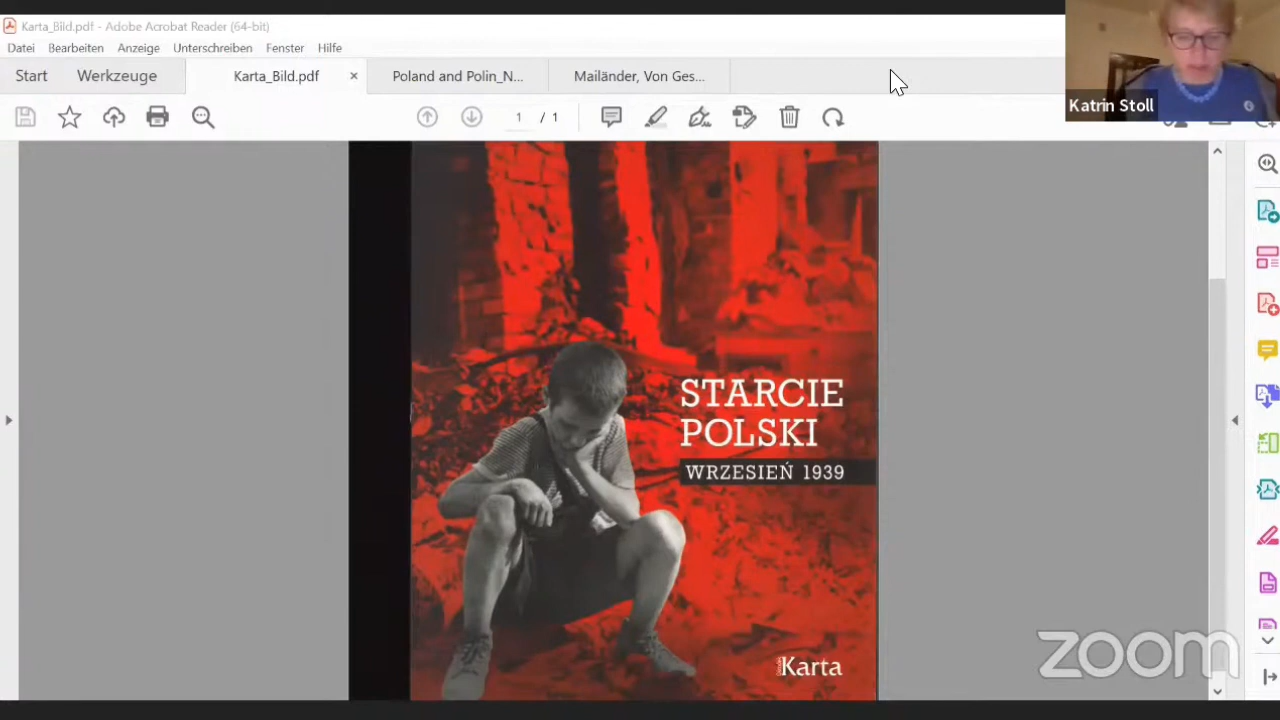 Karta_Bild.pdf - Adobe Acrobat Reader (64-bit)
Datei Bearbeiten Anzeige Unterschreiben Fenster Hilfe
Start Werkzeuge Karta_Bild.pdf × Poland and Polin_N... Mailänder, Von Ges...
1 / 1
Katrin Stoll
STARCIE
POLSKI
WRZESIEŃ 1939
Karta
zoom